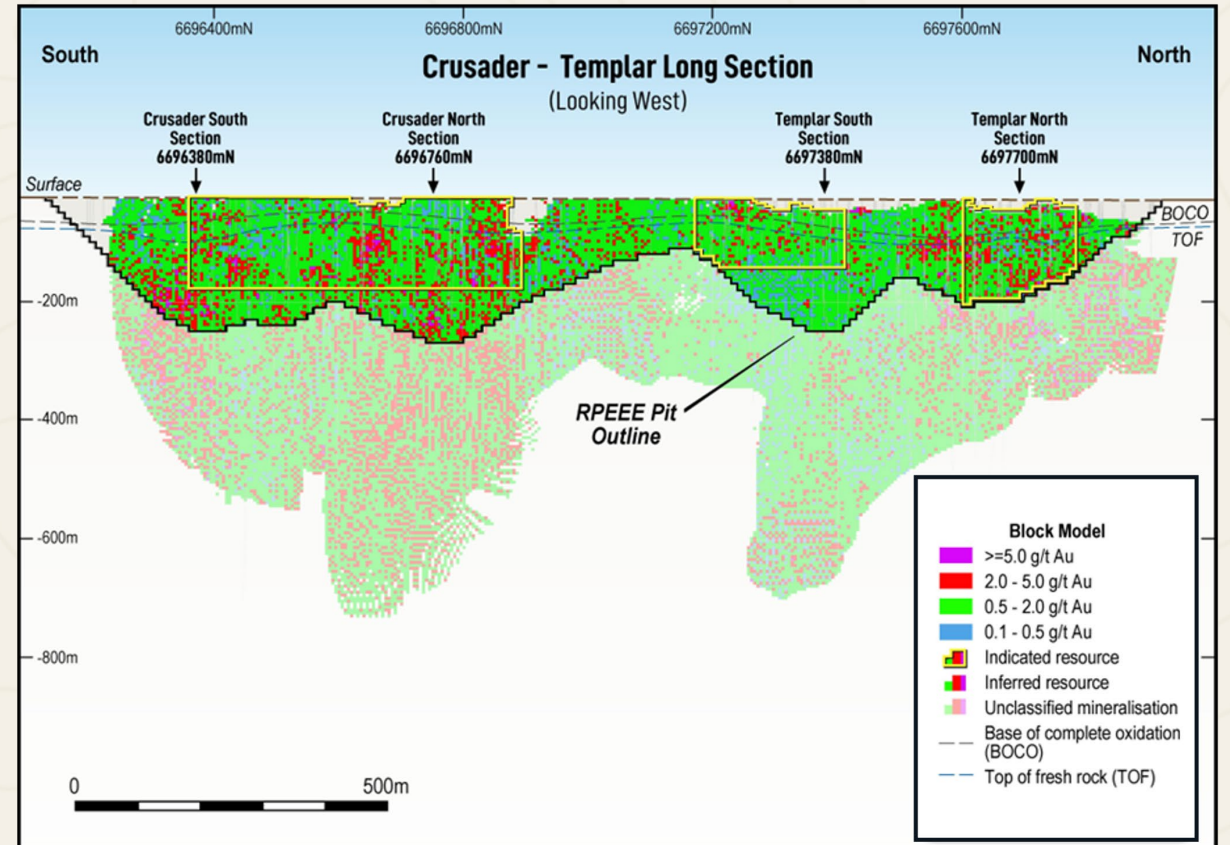 6696400mN
6696800mN
6697200mN
6697600mN
South
North
Crusader - Templar Long Section
(Looking West)
Crusader South
Section
6696380mN
Crusader North
Section
6696760mN
Templar South
Section
6697380mN
Templar North
Section
6697700mN
Surface
BOCO
TOF
-200m
-400m
-600m
-800m
RPEEE Pit
Outline
Block Model
>=5.0 g/t Au
2.0 - 5.0 g/t Au
0.5 - 2.0 g/t Au
0.1 - 0.5 g/t Au
Indicated resource
Inferred resource
Unclassified mineralisation
Base of complete oxidation
(BOCO)
Top of fresh rock (TOF)
0
500m